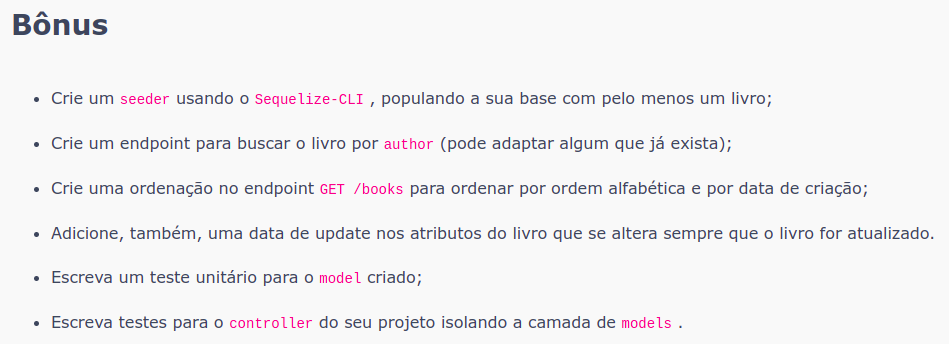 Bônus
Crie um seeder usando o Sequelize-CLI , populando a sua base com pelo menos um livro;
Crie um endpoint para buscar o livro por author (pode adaptar algum que já exista);
Crie uma ordenação no endpoint GET /books para ordenar por ordem alfabética e por data de criação;
Adicione, também, uma data de update nos atributos do livro que se altera sempre que o livro for atualizado.
Escreva um teste unitário para o model criado;
Escreva testes para o controller do seu projeto isolando a camada de models .